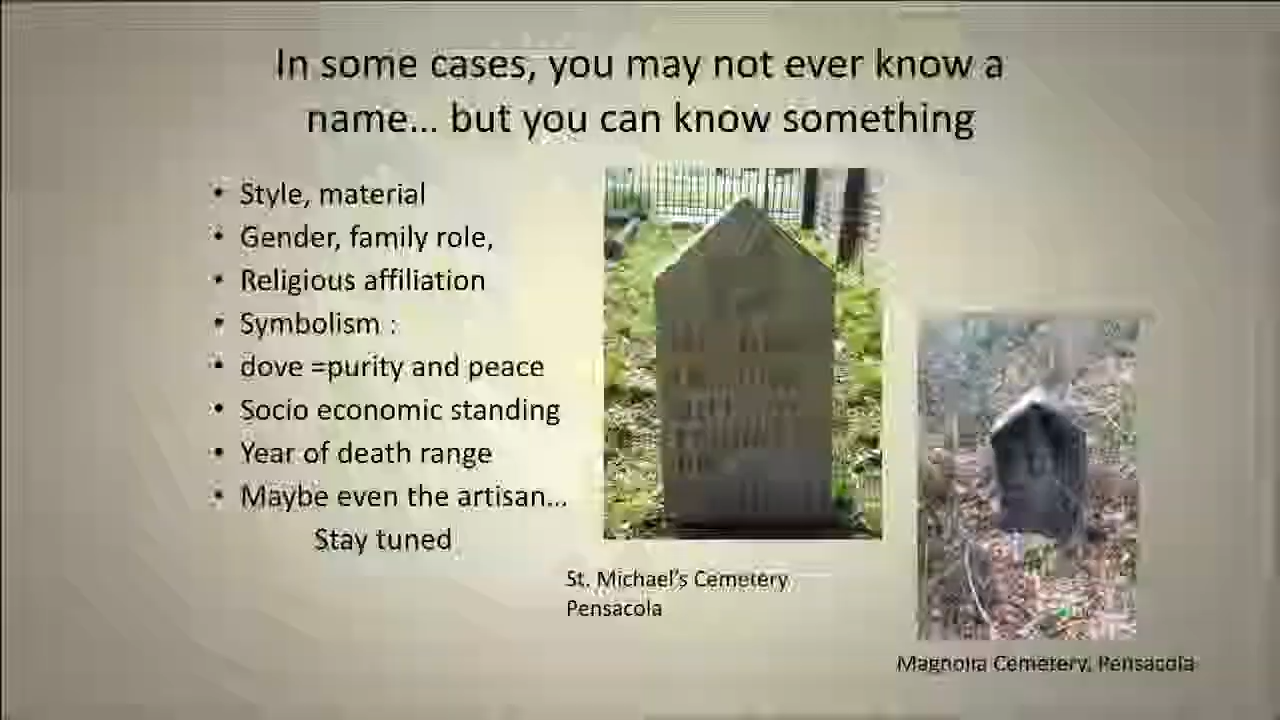 In some cases, you may not ever know a
name... but you can know something
• Style, material
• Gender, family role,
• Religious affiliation
• Symbolism :
• dove =purity and peace
• Socio economic standing
• Year of death range
• Maybe even the artisan...
Stay tuned
St. Michael's Cemetery
Pensacola
Magnolia Cemetery, Pensacola